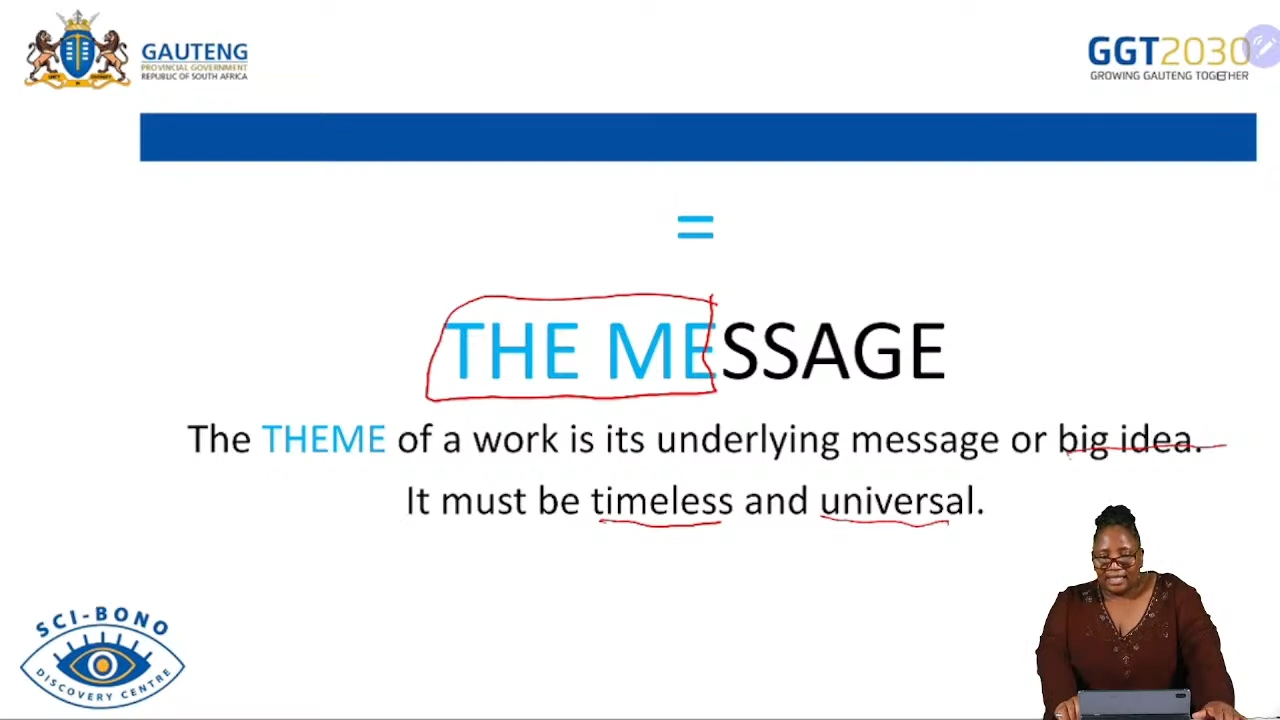 GAUTENG
PROVINCIAL GOVERNMENT
REPUBLIC OF SOUTH AFRICA
GGT2030
GROWING GAUTENG TOGETHER
=
THE MESSAGE
The THEME of a work is its underlying message or big idea.
It must be timeless and universal.
SCI-BONO
DISCOVERY CENTRE